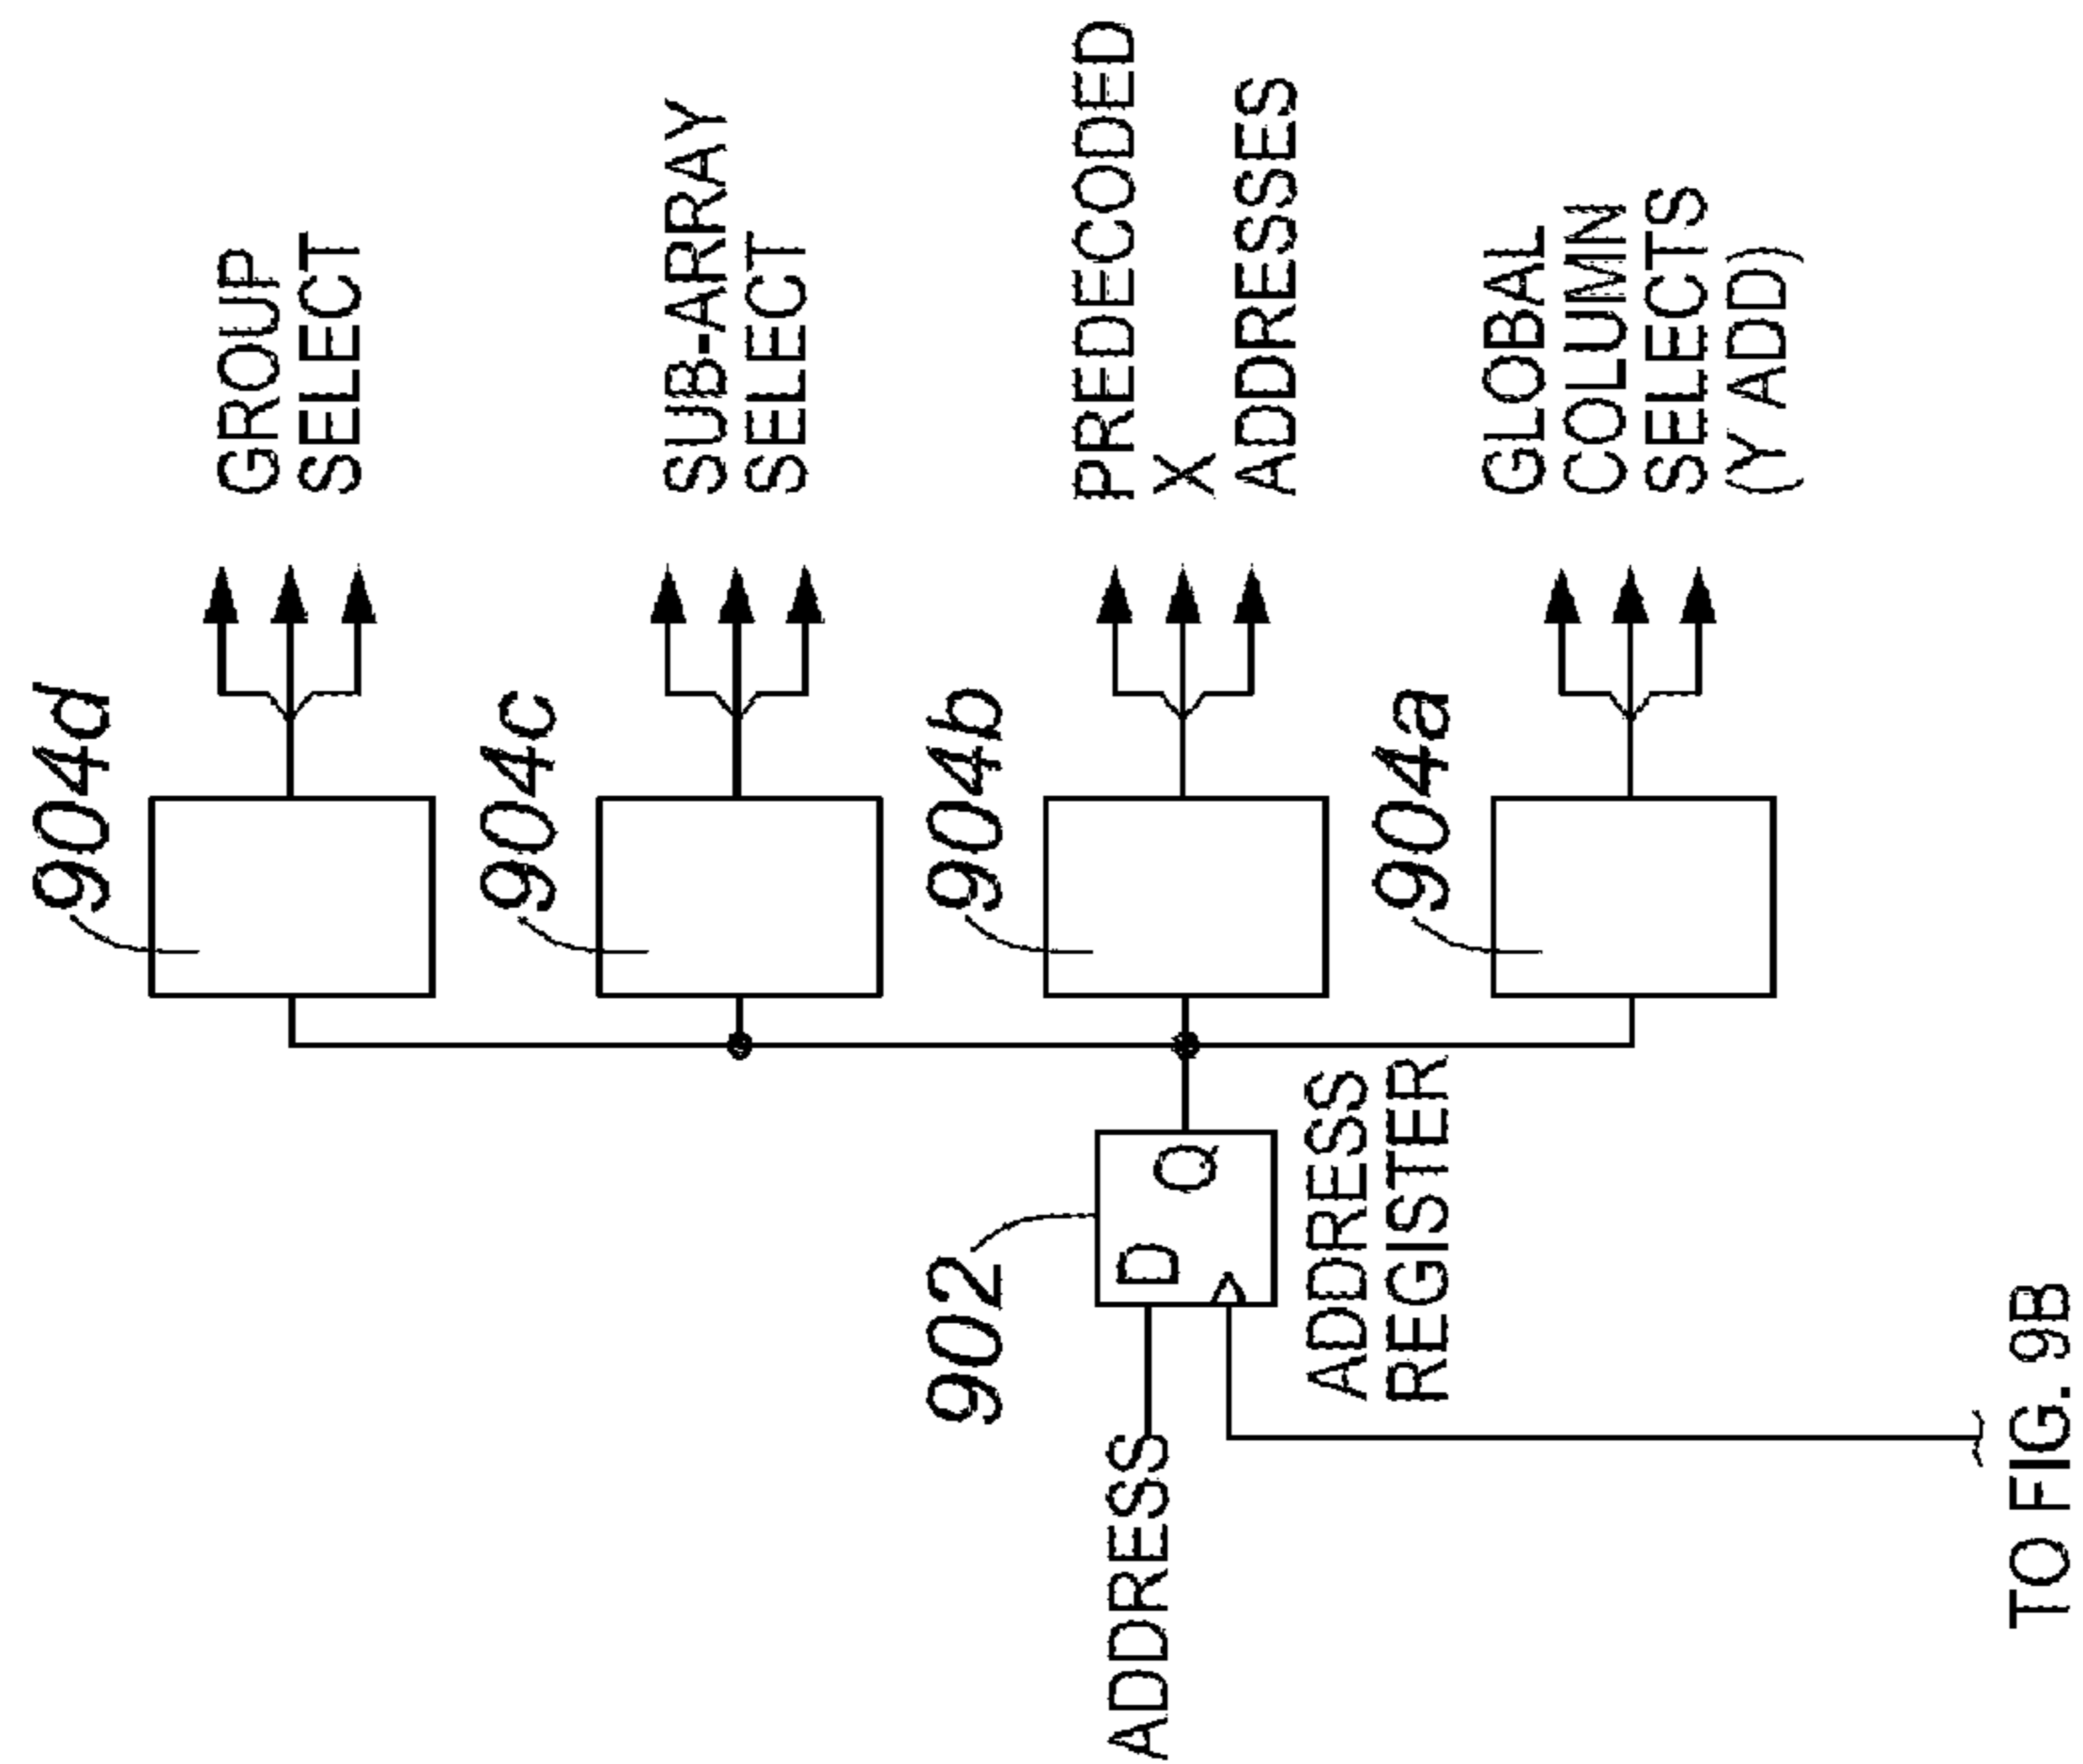 904d
GROUP
SELECT
904c
SUB-ARRAY
SELECT
904b
PREDECODED
X
ADDRESSES
904a
GLOBAL
COLUMN
SELECTS
(Y ADD)
902
D
Q
ADDRESS
ADDRESS
REGISTER
TO FIG. 9B